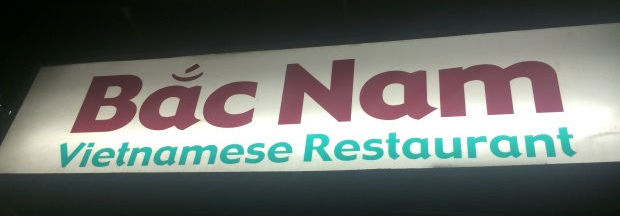 Bắc Nam
Vietnamese Restaurant